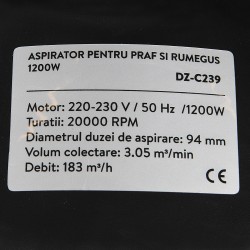 ASPIRATOR PENTRU PRAF SI RUMEGUS
1200W
DZ-C239
Motor: 220-230 V / 50 Hz /1200W
Turatii: 20000 RPM
Diametrul duzei de aspirare: 94 mm
Volum colectare: 3.05 m³/min
Debit: 183 m³/h
CE